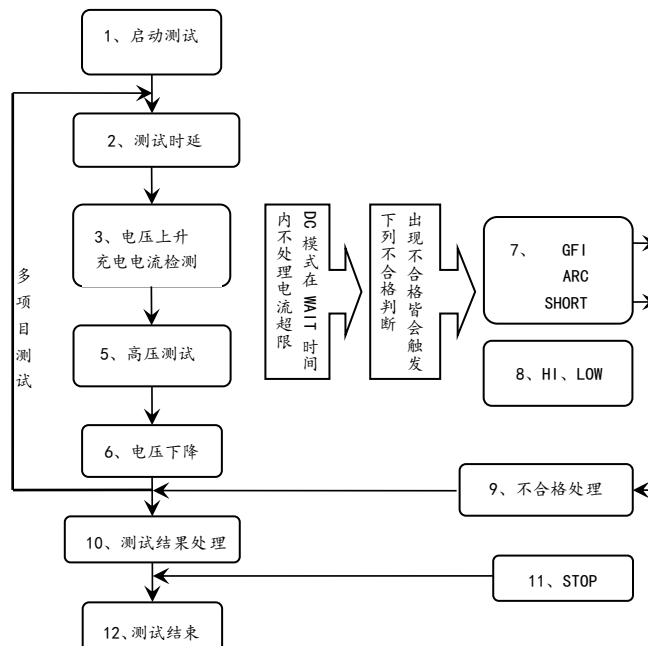 1、启动测试
2、测试时延
3、电压上升
充电电流检测
5、高压测试
6、电压下降
多项目测试
DC 模式在 WAIT 时间
内不处理电流超限
出现不合格皆会触发
下列不合格判断
7、 GFI
ARC
SHORT
8、HI、LOW
9、不合格处理
10、测试结果处理
11、STOP
12、测试结束